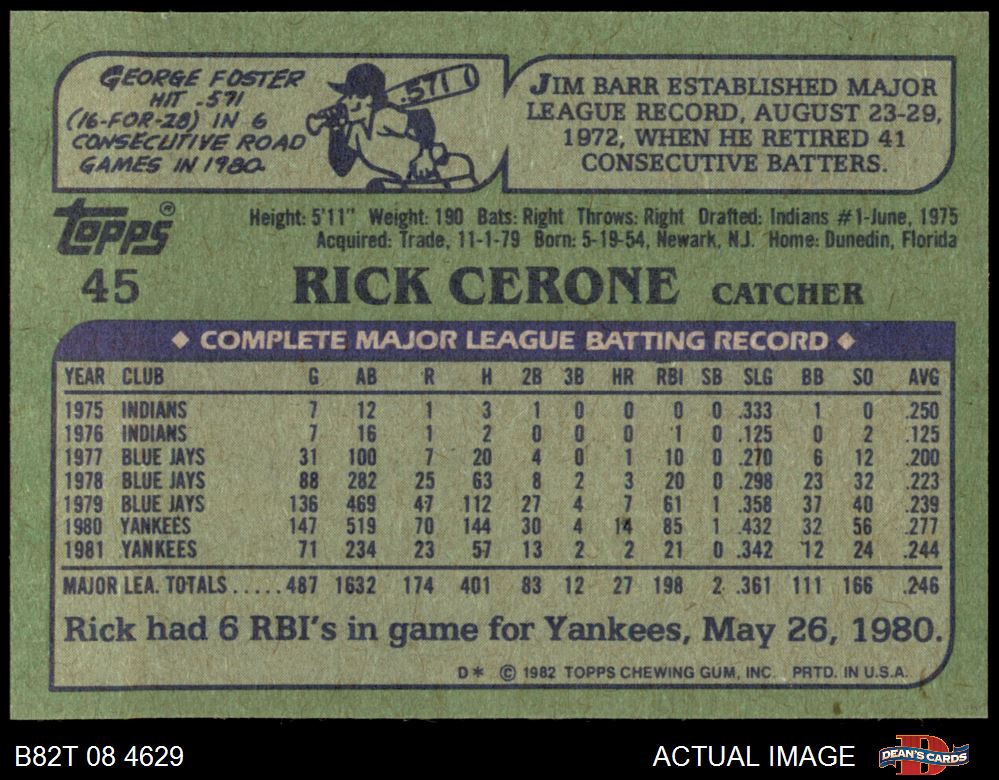 GEORGE FOSTER
HIT .571
(16-FOR-28) IN 6
CONSECUTIVE ROAD
GAMES IN 1980.
.571
JIM BARR ESTABLISHED MAJOR
LEAGUE RECORD, AUGUST 23-29,
1972, WHEN HE RETIRED 41
CONSECUTIVE BATTERS.
topps®
Height: 5'11" Weight: 190 Bats: Right Throws: Right Drafted: Indians #1-June, 1975
Acquired: Trade, 11-1-79 Born: 5-19-54, Newark, N.J. Home: Dunedin, Florida
45 RICK CERONE CATCHER
COMPLETE MAJOR LEAGUE BATTING RECORD
YEAR CLUB G AB R H 2B 3B HR RBI SB SLG BB SO AVG
1975 INDIANS 7 12 1 3 1 0 0 0 0 .333 1 0 .250
1976 INDIANS 7 16 1 2 0 0 0 1 0 .125 0 2 .125
1977 BLUE JAYS 31 100 7 20 4 0 1 10 0 .270 6 12 .200
1978 BLUE JAYS 88 282 25 63 8 2 3 20 0 .298 23 32 .223
1979 BLUE JAYS 136 469 47 112 27 4 7 61 1 .358 37 40 .239
1980 YANKEES 147 519 70 144 30 4 14 85 1 .432 32 56 .277
1981 YANKEES 71 234 23 57 13 2 2 21 0 .342 12 24 .244
MAJOR LEA. TOTALS.....487 1632 174 401 83 12 27 198 2 .361 111 166 .246
Rick had 6 RBI's in game for Yankees, May 26, 1980.
D* © 1982 TOPPS CHEWING GUM, INC. PRTD. IN U.S.A.
B82T 08 4629 ACTUAL IMAGE
D
DEAN'S CARDS